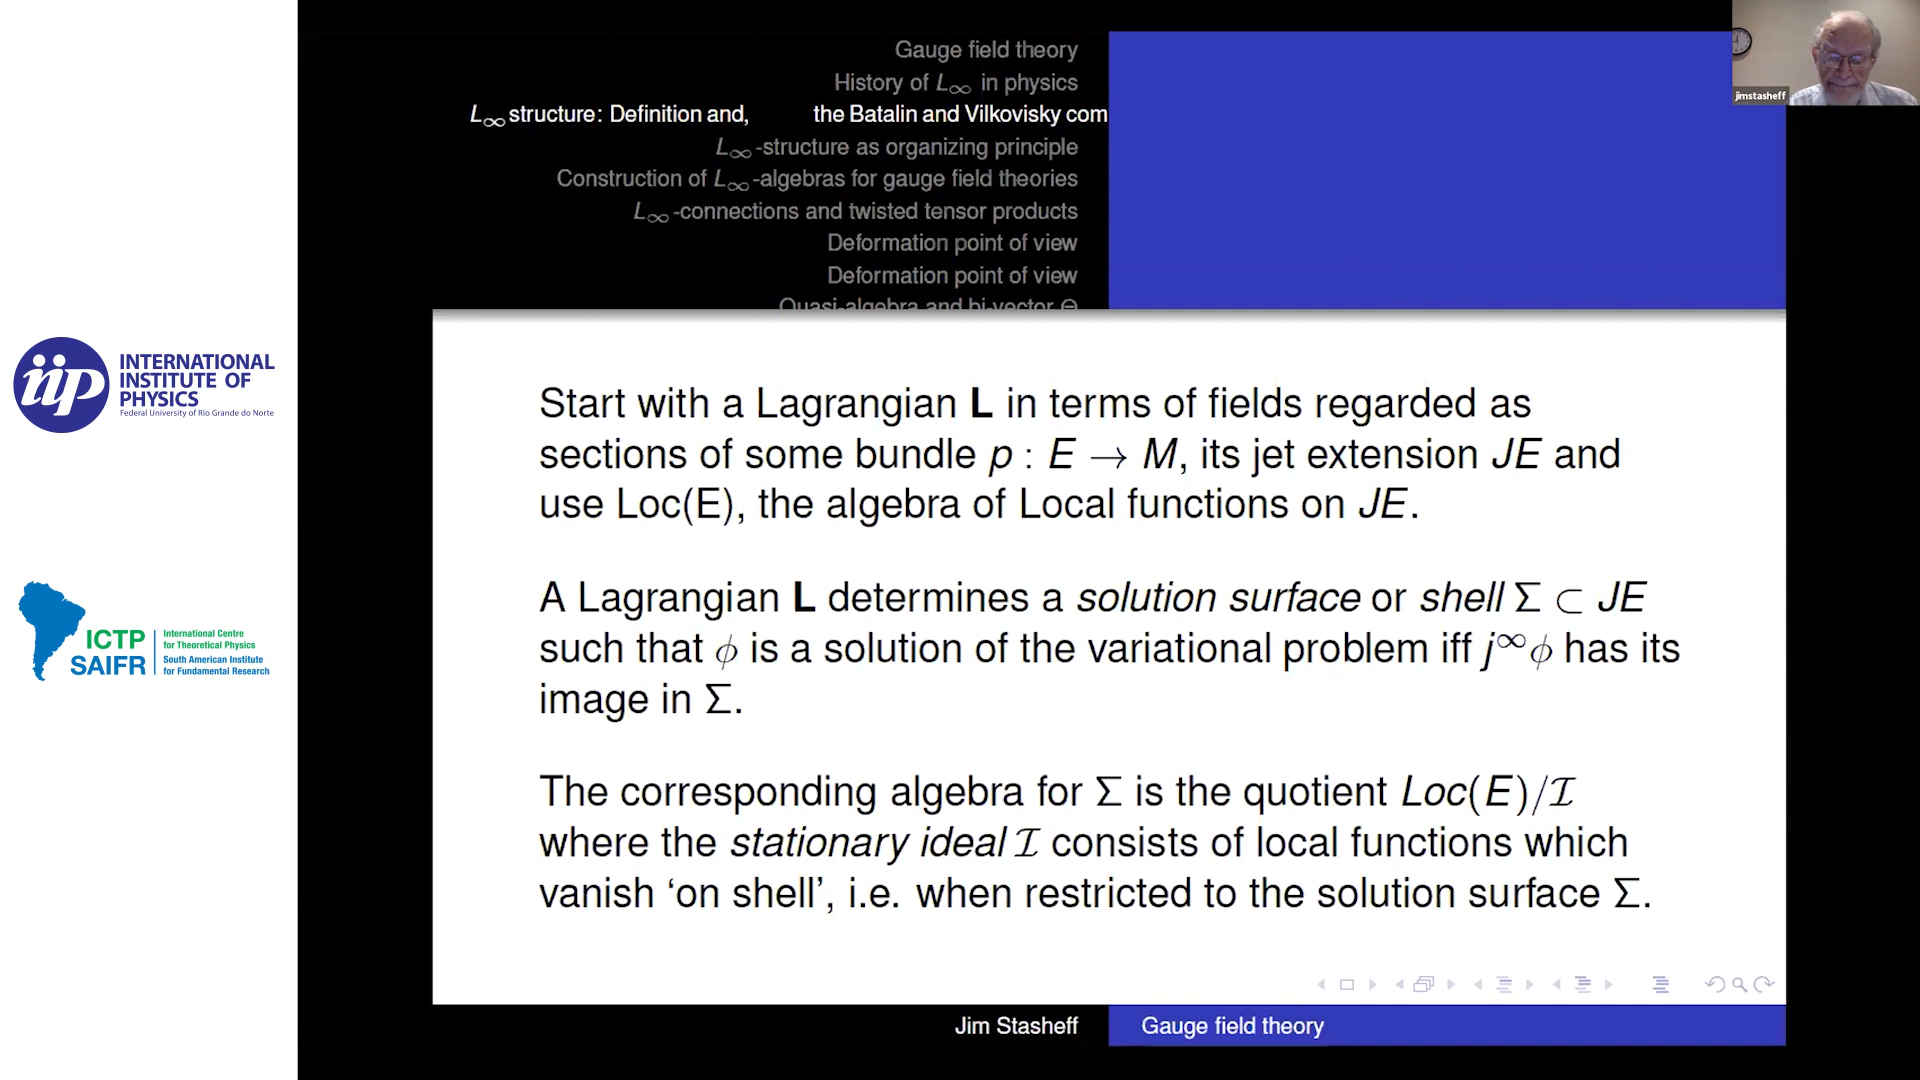 INTERNATIONAL
INSTITUTE OF
PHYSICS
Federal University of Rio Grande do Norte
iip
ICTP
SAIFR
International Centre
for Theoretical Physics
South American Institute
for Fundamental Research
Gauge field theory
History of L∞ in physics
L∞ structure: Definition and, the Batalin and Vilkovisky com
L∞-structure as organizing principle
Construction of L∞-algebras for gauge field theories
L∞-connections and twisted tensor products
Deformation point of view
Deformation point of view
Quasi-algebra and bi-vector Θ
jimstasheff
Start with a Lagrangian L in terms of fields regarded as
sections of some bundle p : E → M, its jet extension JE and
use Loc(E), the algebra of Local functions on JE.
A Lagrangian L determines a solution surface or shell Σ ⊂ JE
such that ϕ is a solution of the variational problem iff j∞ϕ has its
image in Σ.
The corresponding algebra for Σ is the quotient Loc(E)/ℐ
where the stationary ideal ℐ consists of local functions which
vanish ‘on shell’, i.e. when restricted to the solution surface Σ.
Jim Stasheff
Gauge field theory